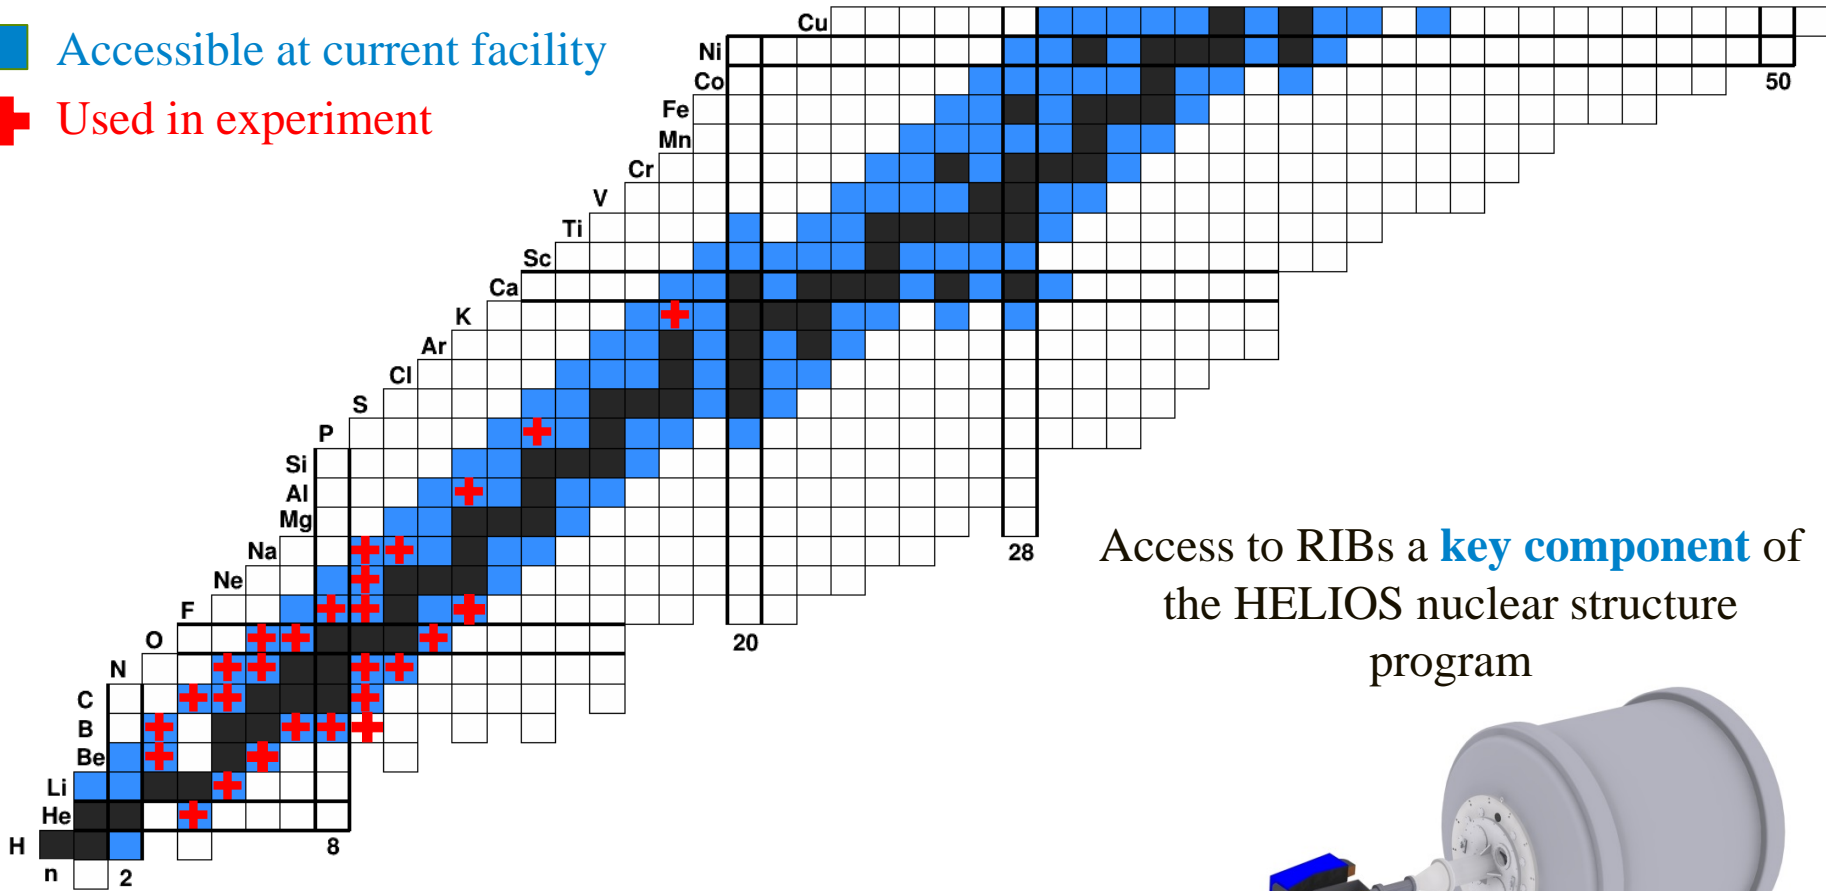 Accessible at current facility
Used in experiment
Cu
Ni
Co
50
Fe
Mn
Cr
V
Ti
Sc
Ca
K
Ar
Cl
S
P
Si
Al
Mg
Na
28
Ne
F
O
20
N
C
B
Be
Li
He
H
8
n
2
Access to RIBs a key component of
the HELIOS nuclear structure
program